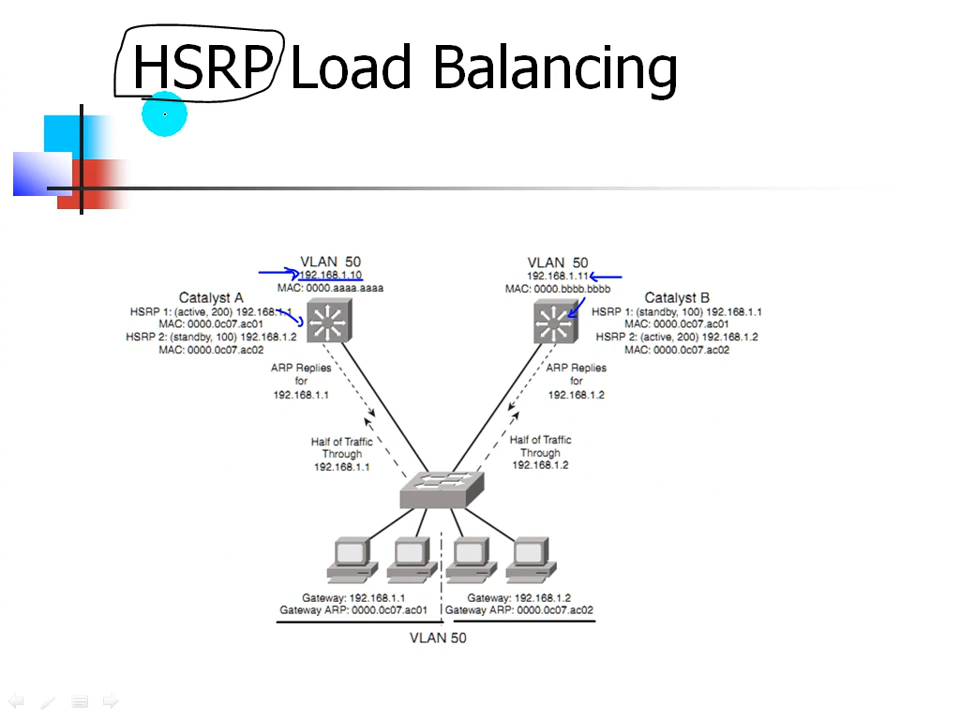 HSRP Load Balancing
VLAN 50
192.168.1.10
MAC: 0000.aaaa.aaaa
VLAN 50
192.168.1.11
MAC: 0000.bbbb.bbbb
Catalyst A
HSRP 1: (active, 200) 192.168.1.1
MAC: 0000.0c07.ac01
HSRP 2: (standby, 100) 192.168.1.2
MAC: 0000.0c07.ac02
Catalyst B
HSRP 1: (standby, 100) 192.168.1.1
MAC: 0000.0c07.ac01
HSRP 2: (active, 200) 192.168.1.2
MAC: 0000.0c07.ac02
ARP Replies
for
192.168.1.1
ARP Replies
for
192.168.1.2
Half of Traffic
Through
192.168.1.1
Half of Traffic
Through
192.168.1.2
Gateway: 192.168.1.1
Gateway ARP: 0000.0c07.ac01
Gateway: 192.168.1.2
Gateway ARP: 0000.0c07.ac02
VLAN 50